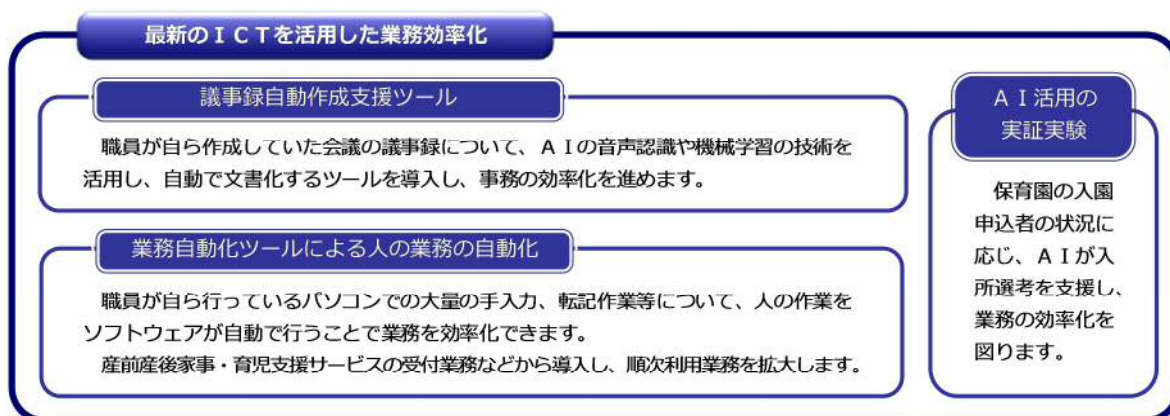 最新のＩＣＴを活用した業務効率化
議事録自動作成支援ツール
職員が自ら作成していた会議の議事録について、ＡＩの音声認識や機械学習の技術を
活用し、自動で文書化するツールを導入し、事務の効率化を進めます。
業務自動化ツールによる人の業務の自動化
職員が自ら行っているパソコンでの大量の手入力、転記作業等について、人の作業を
ソフトウェアが自動で行うことで業務を効率化できます。
産前産後家事・育児支援サービスの受付業務などから導入し、順次利用業務を拡大します。
ＡＩ活用の
実証実験
保育園の入園
申込者の状況に
応じ、ＡＩが入
所選考を支援し、
業務の効率化を
図ります。